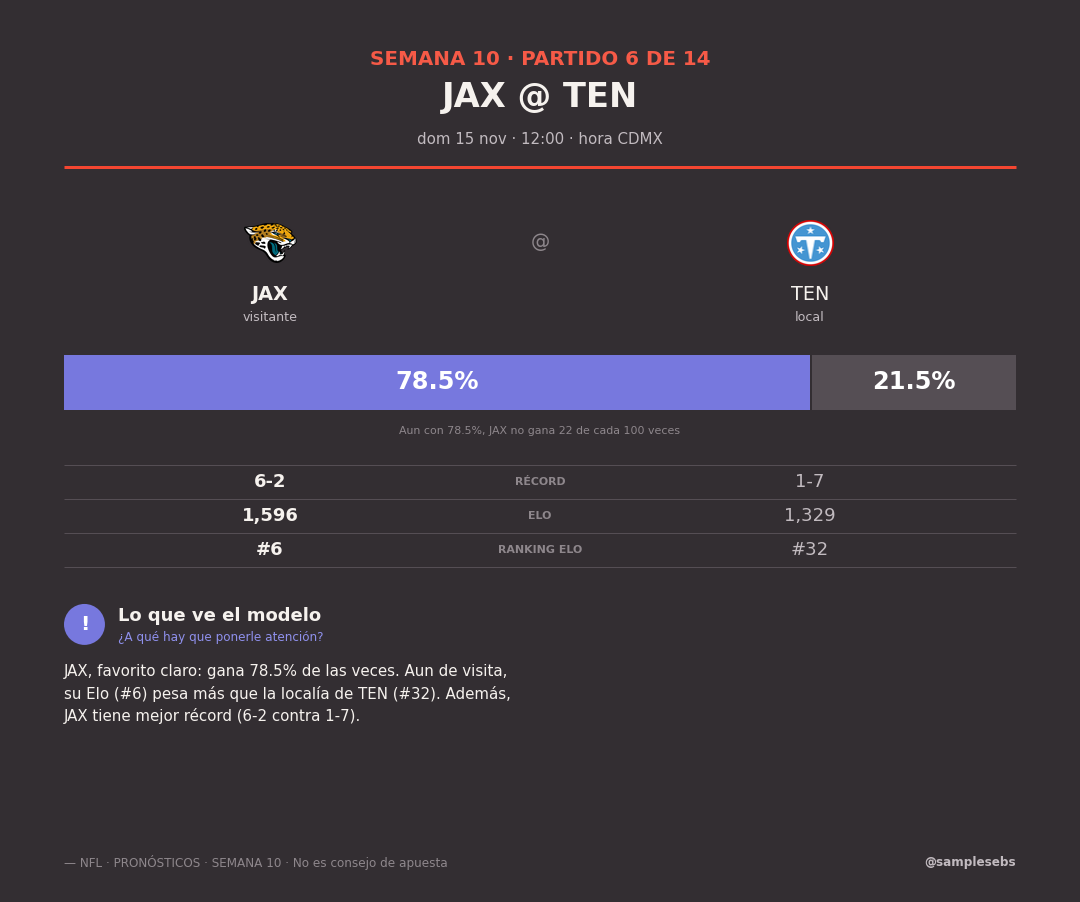 SEMANA 10 · PARTIDO 6 DE 14
JAX @ TEN
dom 15 nov · 12:00 · hora CDMX
@
JAX
TEN
visitante
local
78.5%
21.5%
Aun con 78.5%, JAX no gana 22 de cada 100 veces
6-2 RÉCORD 1-7
1,596 ELO 1,329
#6 RANKING ELO #32
! Lo que ve el modelo
¿A qué hay que ponerle atención?
JAX, favorito claro: gana 78.5% de las veces. Aun de visita,
su Elo (#6) pesa más que la localía de TEN (#32). Además,
JAX tiene mejor récord (6-2 contra 1-7).
— NFL · PRONÓSTICOS · SEMANA 10 · No es consejo de apuesta
@samplesebs